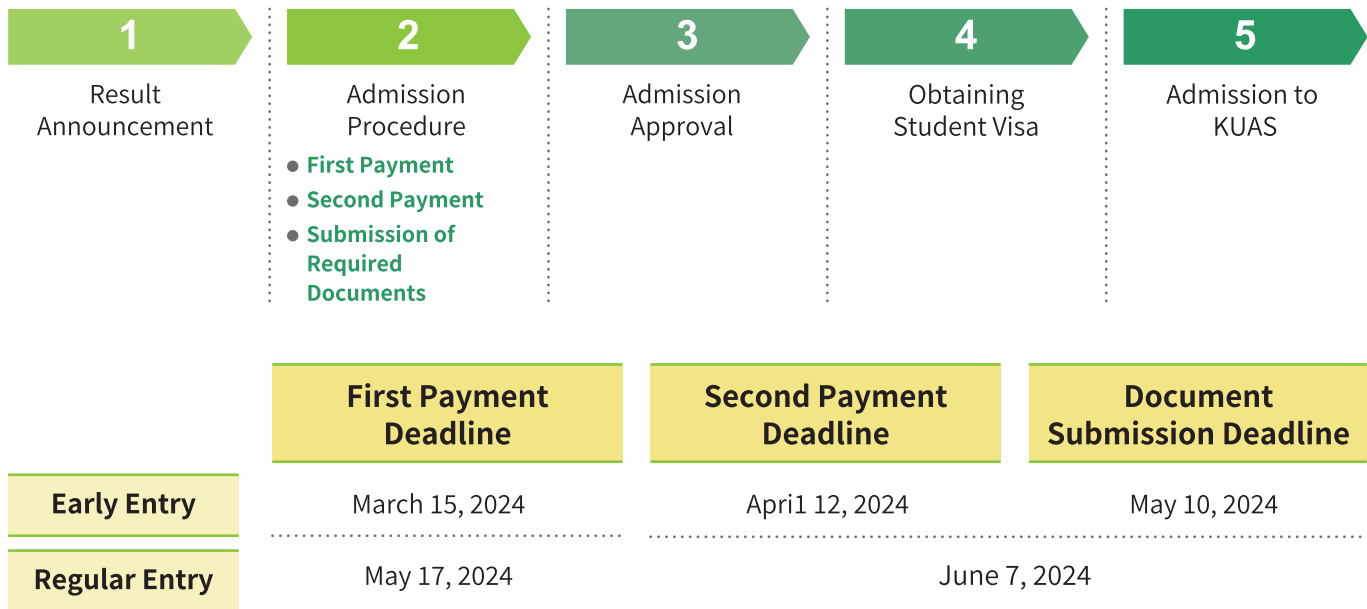 1
Result
Announcement
2
Admission
Procedure
● First Payment
● Second Payment
● Submission of
Required
Documents
3
Admission
Approval
4
Obtaining
Student Visa
5
Admission to
KUAS
First Payment
Deadline
Second Payment
Deadline
Document
Submission Deadline
Early Entry
March 15, 2024
Apri1 12, 2024
May 10, 2024
Regular Entry
May 17, 2024
June 7, 2024